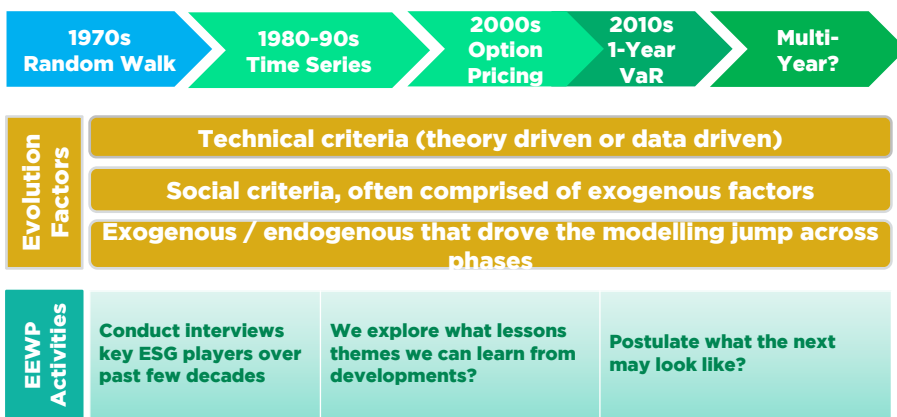 1970s
Random Walk
1980-90s
Time Series
2000s
Option
Pricing
2010s
1-Year
VaR
Multi-
Year?
Evolution
Factors
Technical criteria (theory driven or data driven)
Social criteria, often comprised of exogenous factors
Exogenous / endogenous that drove the modelling jump across
phases
EEWP
Activities
Conduct interviews
key ESG players over
past few decades
We explore what lessons
themes we can learn from
developments?
Postulate what the next
may look like?